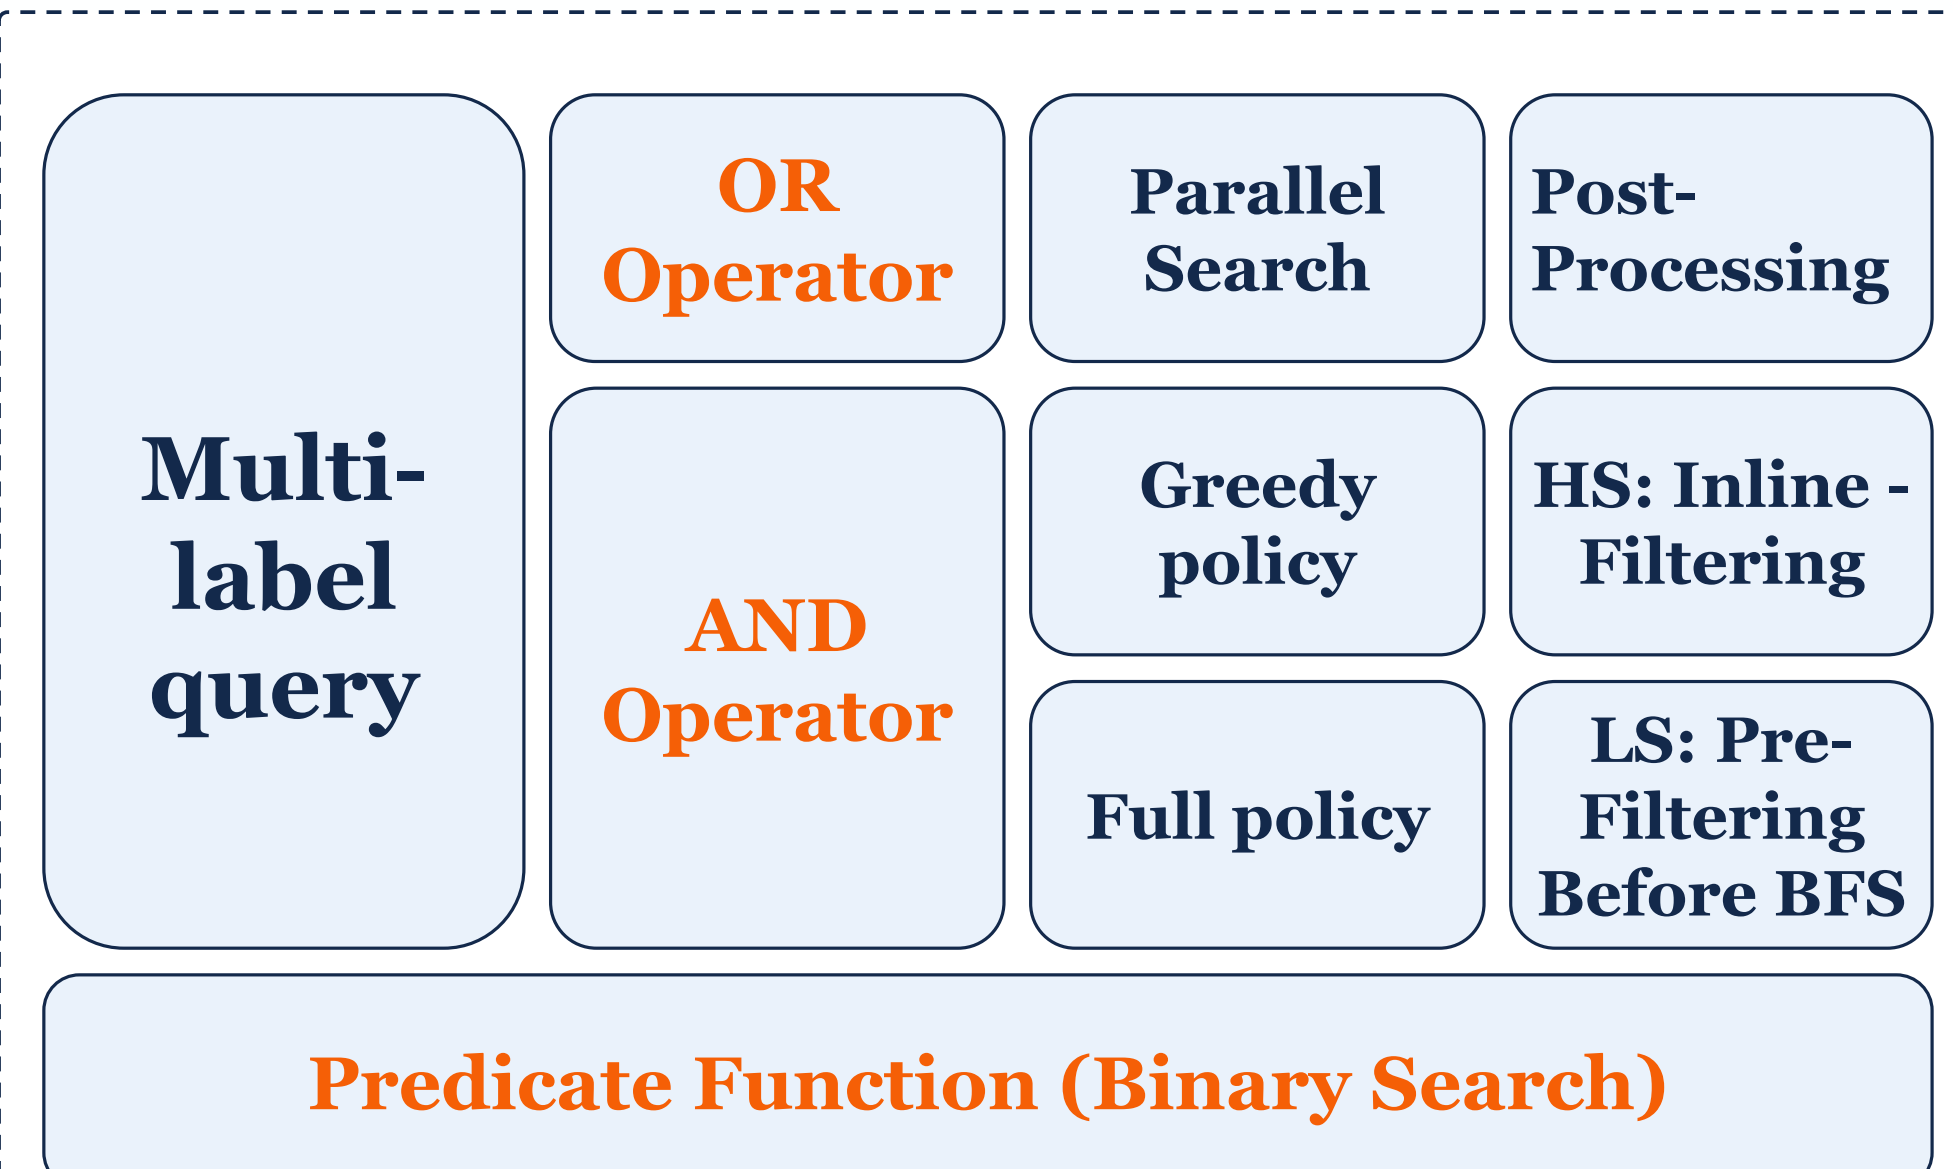 Multi-
label
query
OR
Operator
Parallel
Search
Post-
Processing
AND
Operator
Greedy
policy
HS: Inline -
Filtering
Full policy
LS: Pre-
Filtering
Before BFS
Predicate Function (Binary Search)